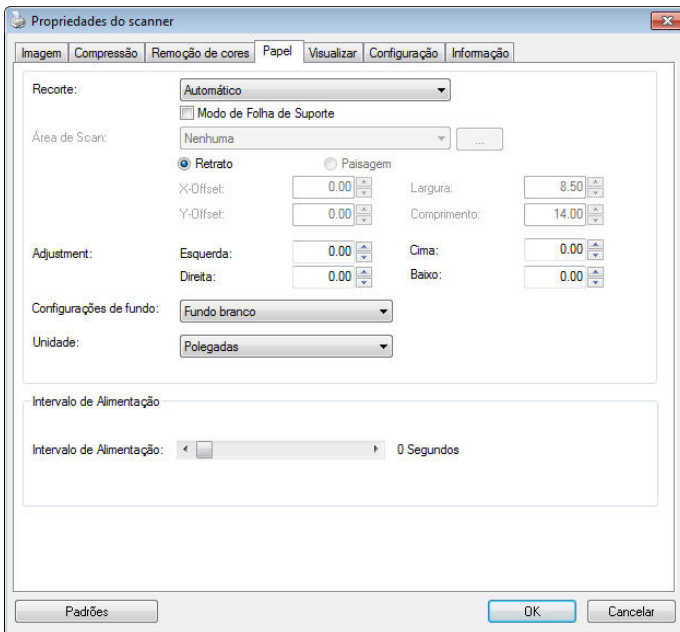 Propriedades do scanner
Imagem Compressão Remoção de cores Papel Visualizar Configuração Informação
Recorte: Automático
Modo de Folha de Suporte
Área de Scan: Nenhuma ...
Retrato Paisagem
X-Offset: 0.00 Largura: 8.50
Y-Offset: 0.00 Comprimento: 14.00
Adjustment: Esquerda: 0.00 Cima: 0.00
Direita: 0.00 Baixo: 0.00
Configurações de fundo: Fundo branco
Unidade: Polegadas
Intervalo de Alimentação
Intervalo de Alimentação: 0 Segundos
Padrões OK Cancelar